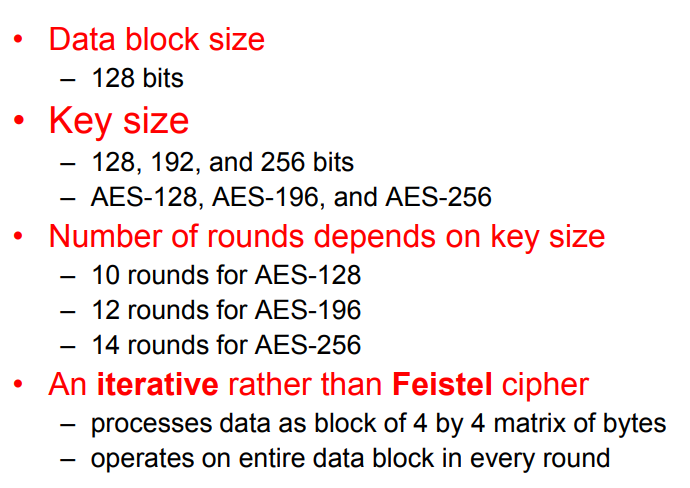 • Data block size
– 128 bits
• Key size
– 128, 192, and 256 bits
– AES-128, AES-196, and AES-256
• Number of rounds depends on key size
– 10 rounds for AES-128
– 12 rounds for AES-196
– 14 rounds for AES-256
• An iterative rather than Feistel cipher
– processes data as block of 4 by 4 matrix of bytes
– operates on entire data block in every round